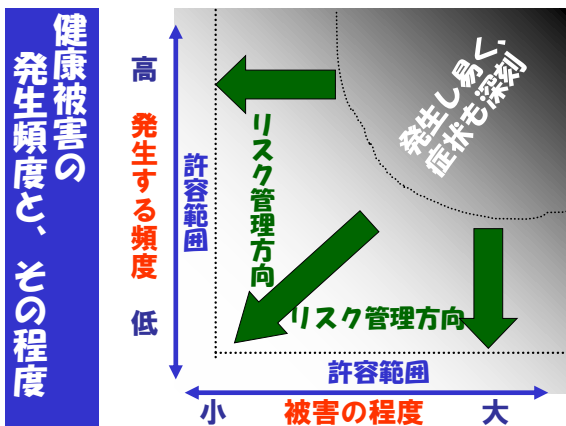 健康被害の
発生頻度と、その程度
高
発生する頻度
低
許容範囲
リスク管理方向
発生し易く、
症状も深刻
リスク管理方向
許容範囲
小
被害の程度
大